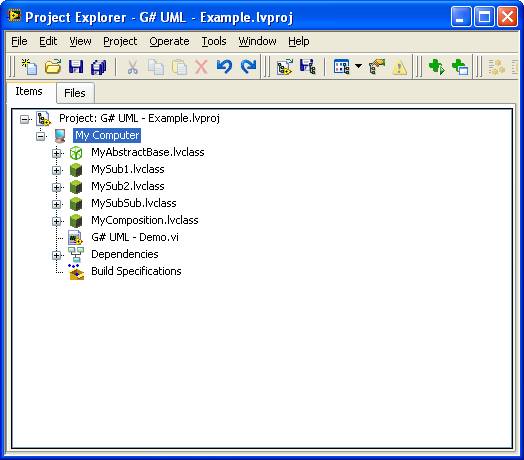 Project Explorer - G# UML - Example.lvproj
File Edit View Project Operate Tools Window Help
Items Files
Project: G# UML - Example.lvproj
My Computer
MyAbstractBase.lvclass
MySub1.lvclass
MySub2.lvclass
MySubSub.lvclass
MyComposition.lvclass
G# UML - Demo.vi
Dependencies
Build Specifications